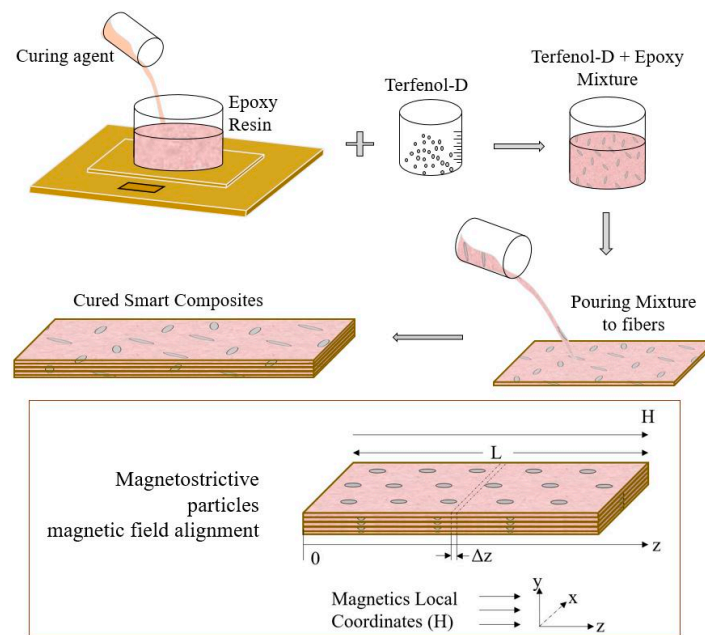 Curing agent
Epoxy
Resin
Terfenol-D
Terfenol-D + Epoxy
Mixture
Cured Smart Composites
Pouring Mixture
to fibers
H
L
Magnetostrictive
particles
magnetic field alignment
0
Δz
z
Magnetics Local
Coordinates (H)
y
x
z